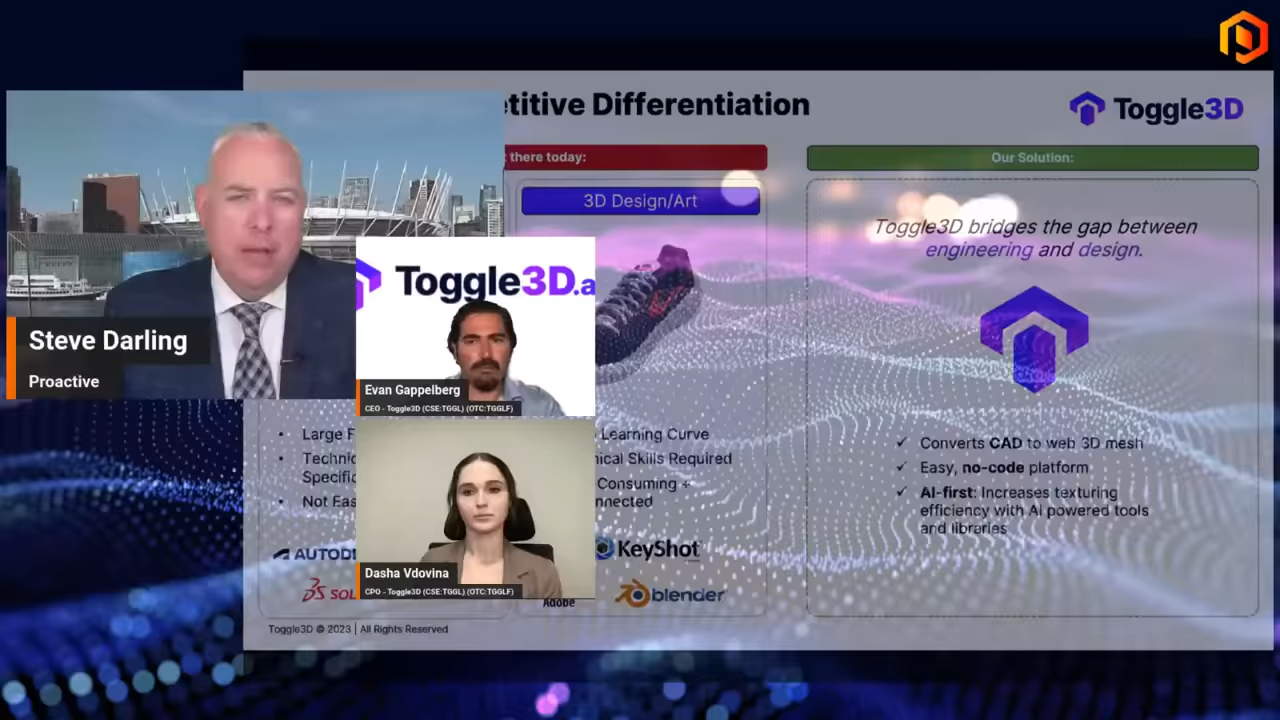 etitive Differentiation
Toggle3D
t there today:
Our Solution:
3D Design/Art
Toggle3D bridges the gap between
engineering and design.
Steve Darling
Proactive
Toggle3D.a
Evan Gappelberg
CEO - Toggle3D (CSE:TGGL) (OTC:TGGLF)
Large F
Learning Curve
Techni
ical Skills Required
Specific
Consuming +
Not Eas
nnected
Converts CAD to web 3D mesh
Easy, no-code platform
AI-first: Increases texturing
efficiency with AI powered tools
and libraries
AUTOD
KeyShot
SOL
Adobe
blender
Dasha Vdovina
CPO - Toggle3D (CSE:TGGL) (OTC:TGGLF)
Toggle3D © 2023 | All Rights Reserved